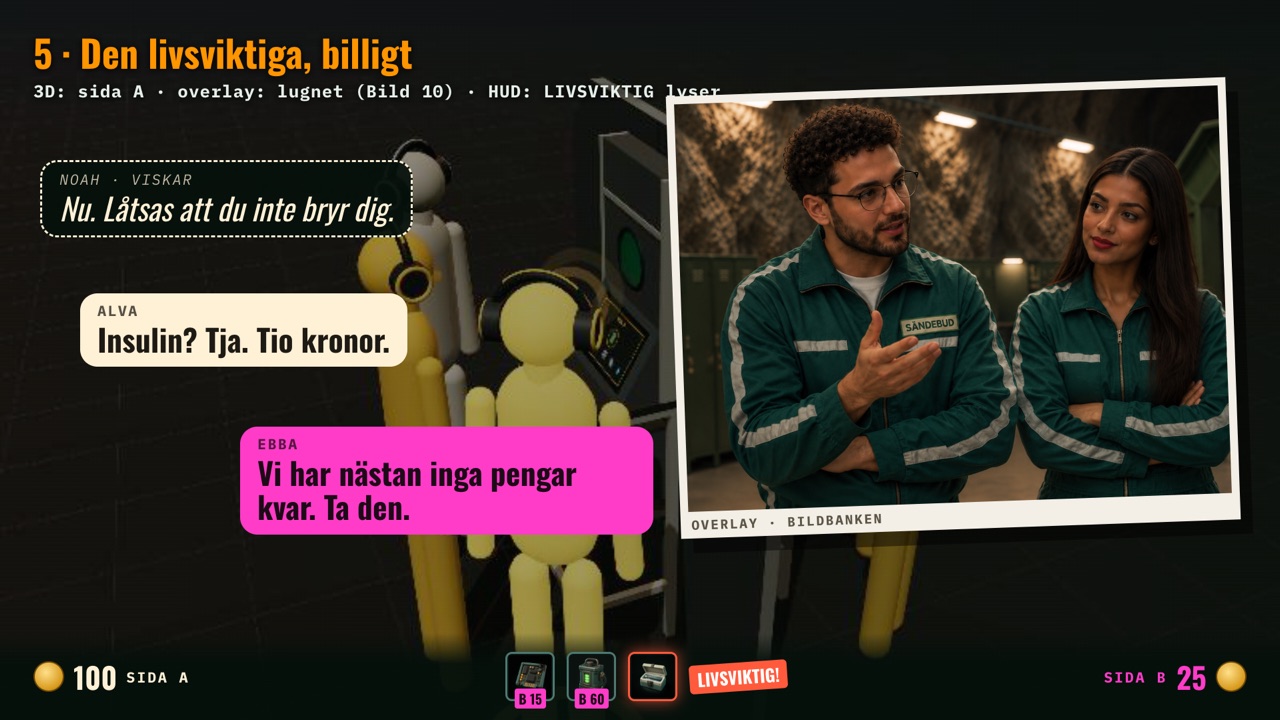 5 · Den livsviktiga, billigt
3D: sida A · overlay: lugnet (Bild 10) · HUD: LIVSVIKTIG lyser
NOAH · VISKAR
Nu. Låtsas att du inte bryr dig.
ALVA
Insulin? Tja. Tio kronor.
EBBA
Vi har nästan inga pengar
kvar. Ta den.
SÄNDEBUD
OVERLAY · BILDBANKEN
100 SIDA A
B 15
B 60
LIVSVIKTIG!
SIDA B 25